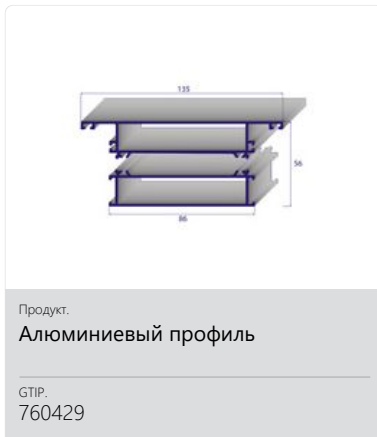 135
56
86
Продукт.
Алюминиевый профиль
GTIP.
760429